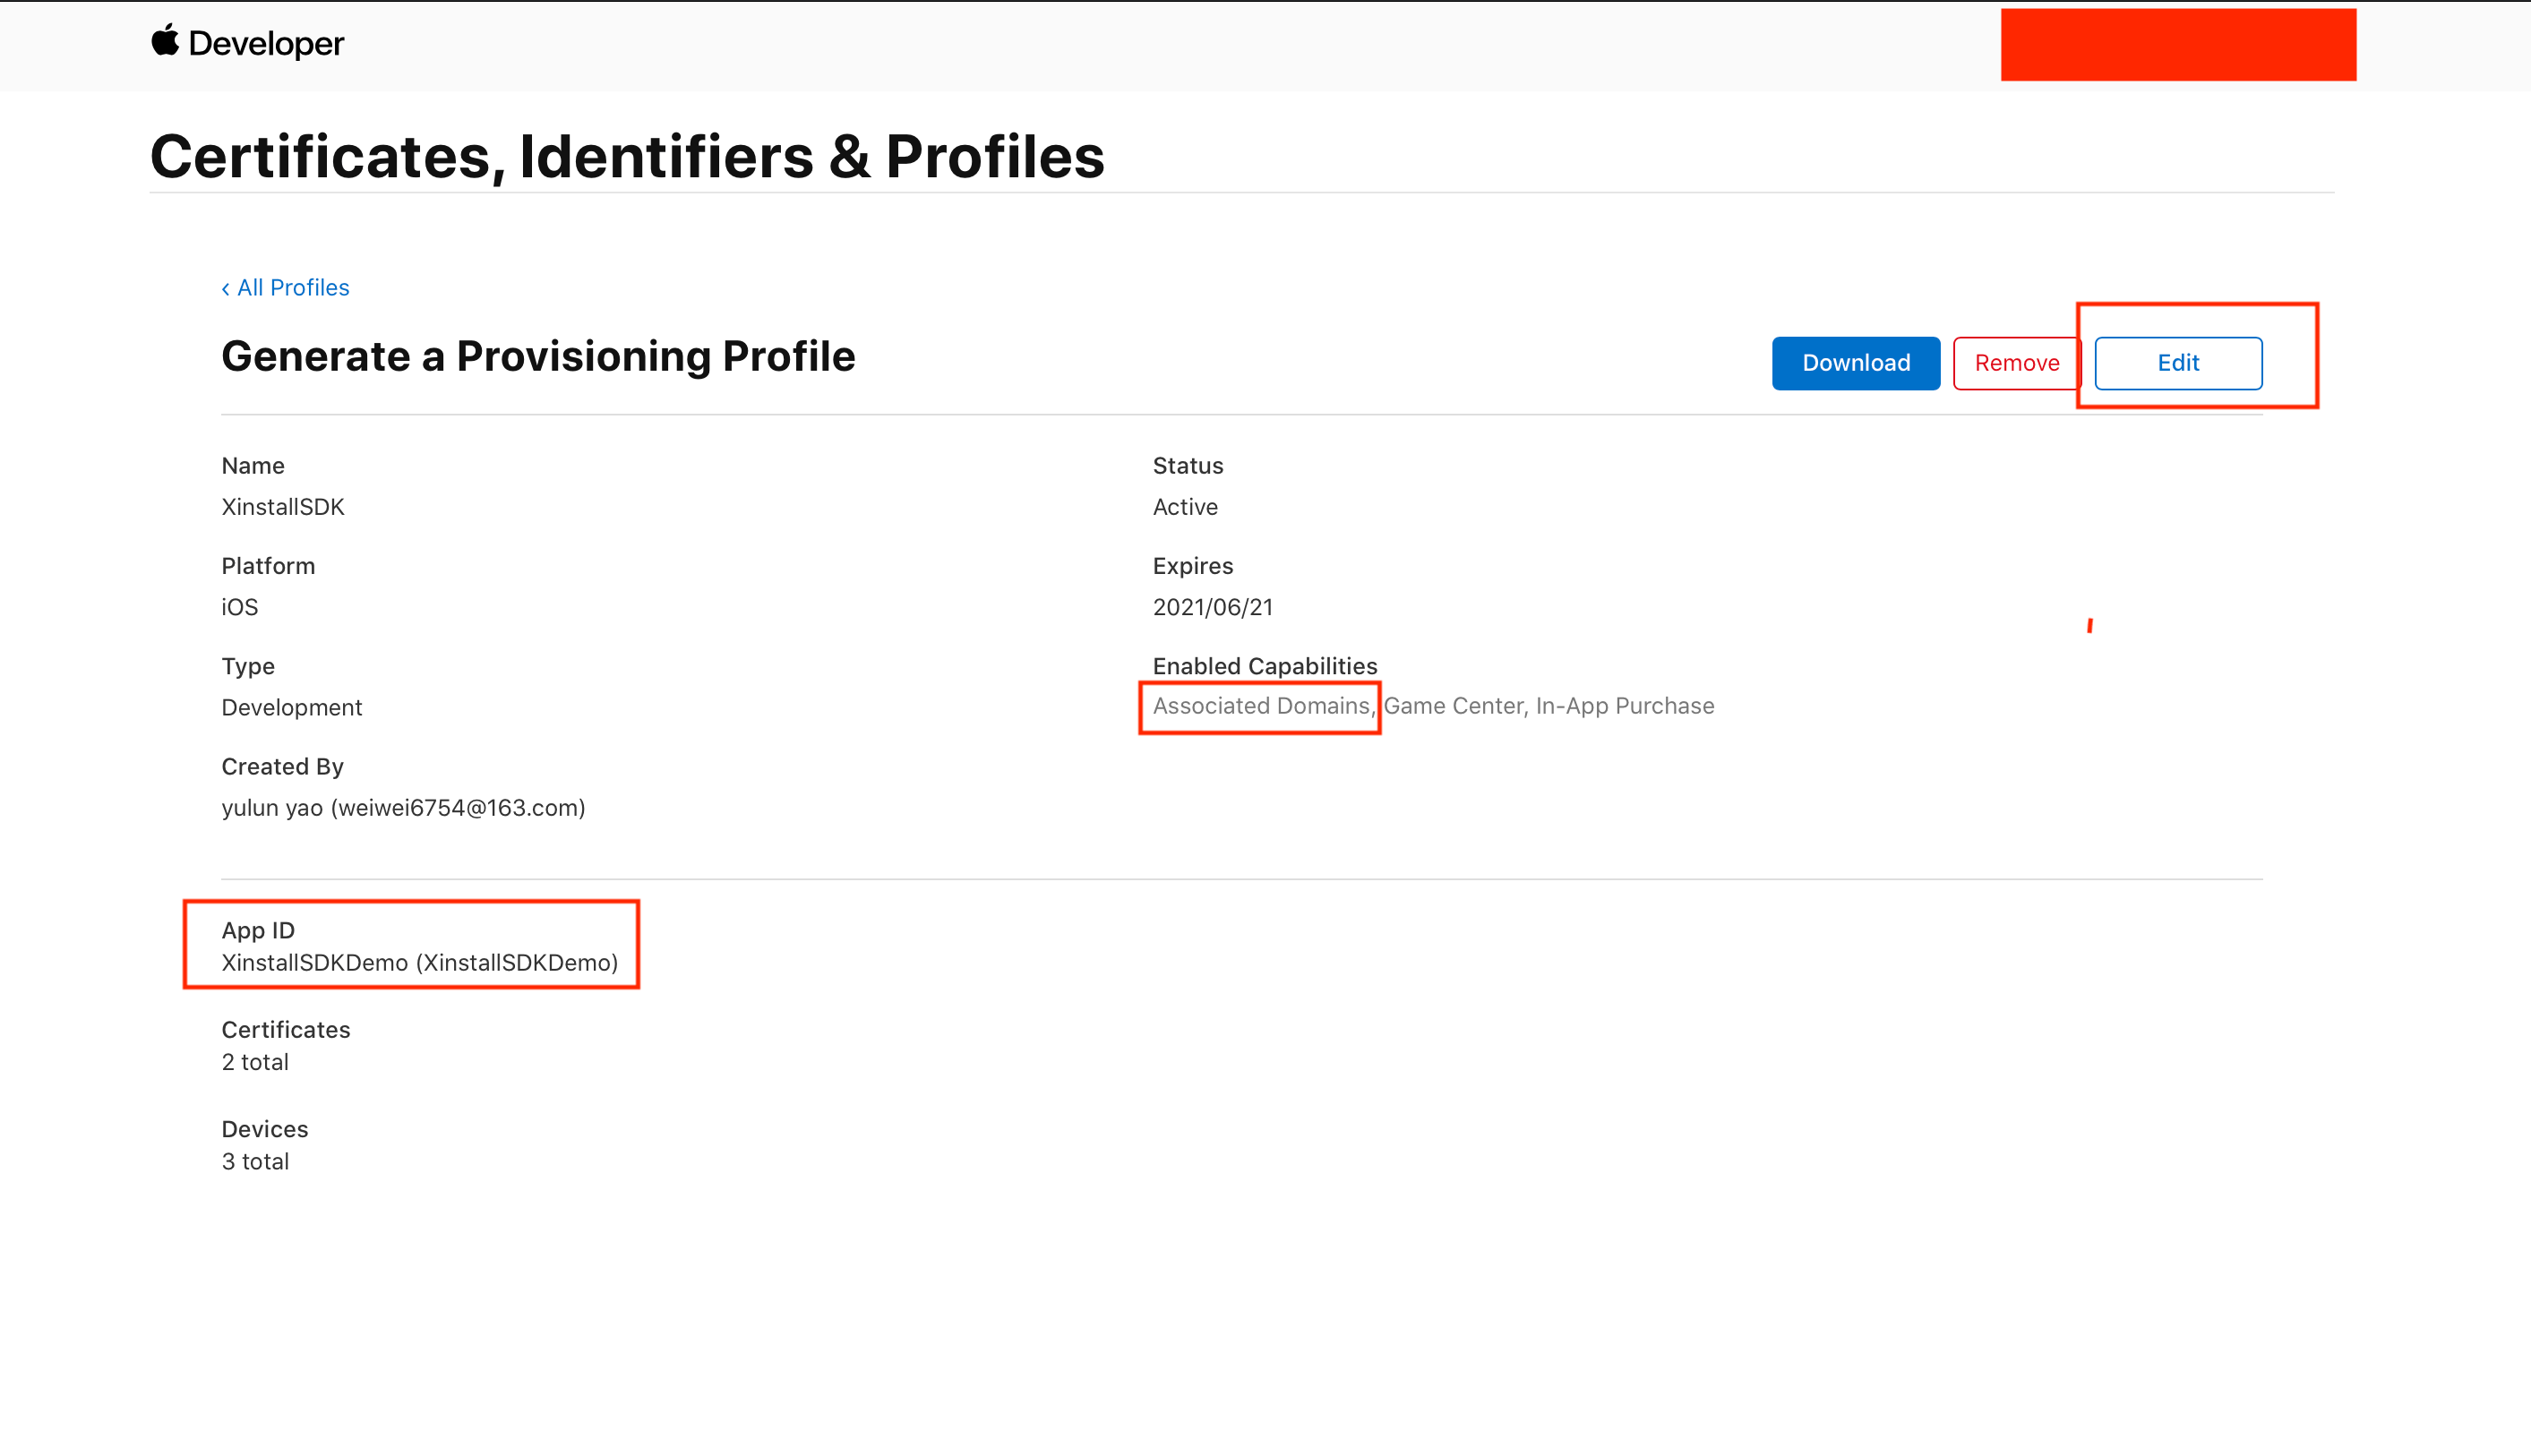 Developer
Certificates, Identifiers & Profiles
‹ All Profiles
Generate a Provisioning Profile
Download
Remove
Edit
Name
XinstallSDK
Status
Active
Platform
iOS
Expires
2021/06/21
Type
Development
Enabled Capabilities
Associated Domains, Game Center, In-App Purchase
Created By
yulun yao (weiwei6754@163.com)
App ID
XinstallSDKDemo (XinstallSDKDemo)
Certificates
2 total
Devices
3 total